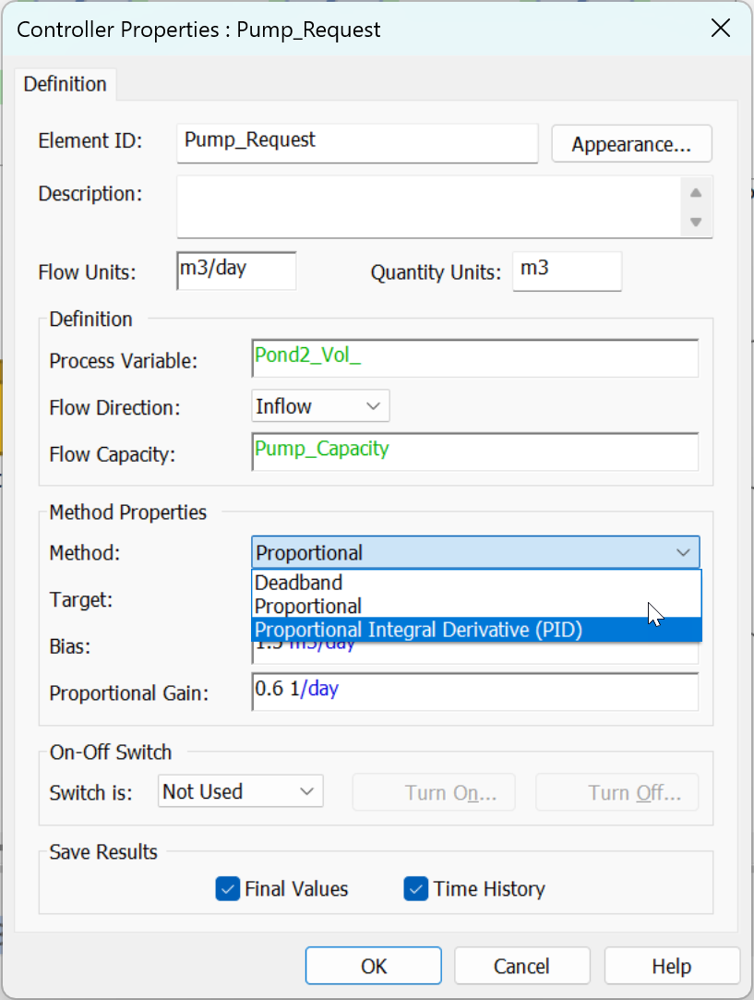 Controller Properties : Pump_Request
Definition
Element ID: Pump_Request Appearance...
Description:
Flow Units: m3/day Quantity Units: m3
Definition
Process Variable: Pond2_Vol_
Flow Direction: Inflow
Flow Capacity: Pump_Capacity
Method Properties
Method: Proportional
Deadband
Target: Proportional
Proportional Integral Derivative (PID)
Bias: 1.5 m3/day
Proportional Gain: 0.6 1/day
On-Off Switch
Switch is: Not Used Turn On... Turn Off...
Save Results
Final Values Time History
OK Cancel Help